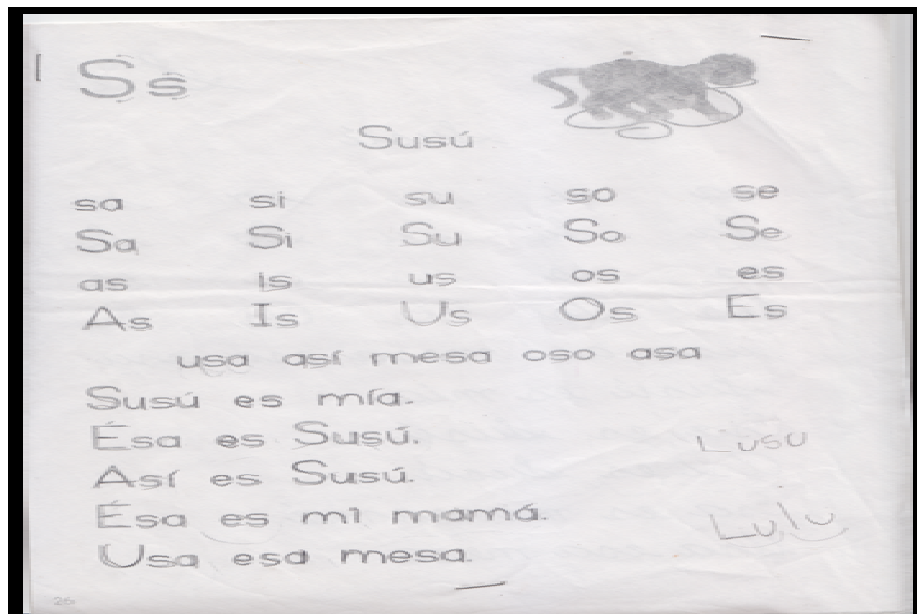 Ss
Susú
sa si su so se
Sa Si Su So Se
as is us os es
As Is Us Os Es
usa así mesa oso asa
Susú es mía.
Ésa es Susú.
Lusu
Así es Susú.
Ésa es mi mamá.
Lulu
Usa esa mesa.
26